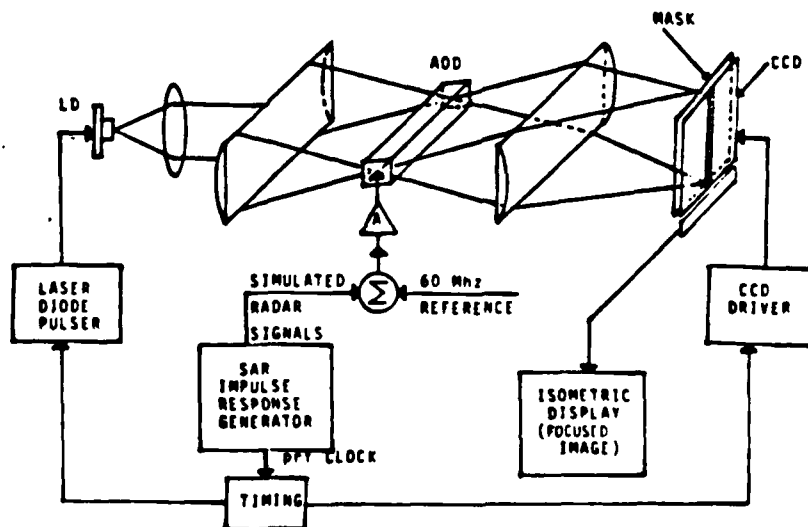 MASK
AOD
CCD
LD
A
SIMULATED
RADAR
SIGNALS
Σ
60 Mhz
REFERENCE
LASER
DIODE
PULSER
CCD
DRIVER
SAR
IMPULSE
RESPONSE
GENERATOR
ISOMETRIC
DISPLAY
(FOCUSED
IMAGE)
prf CLOCK
TIMING